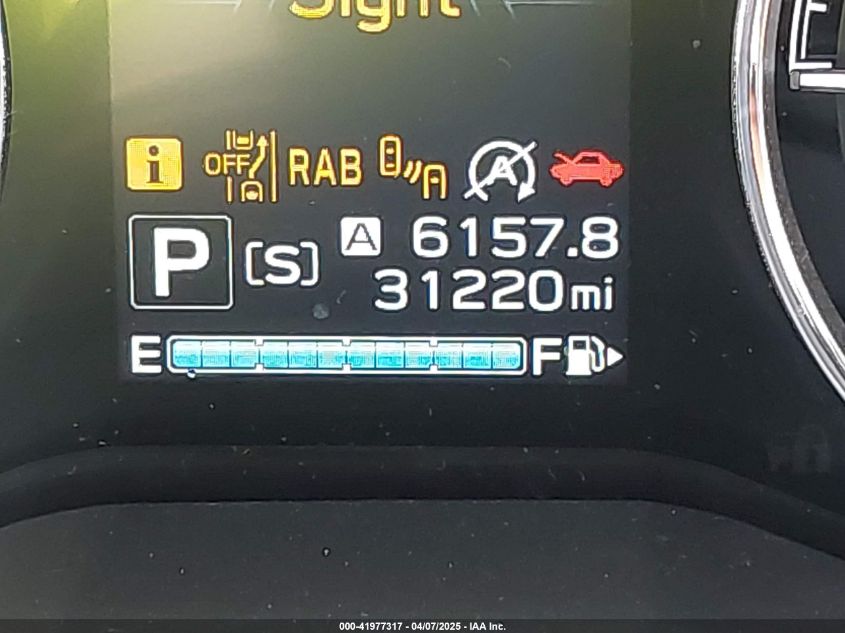 Sight
i OFF RAB A
P [S] A 6157.8
31220mi
E F
000-41977317 - 04/07/2025 - IAA Inc.